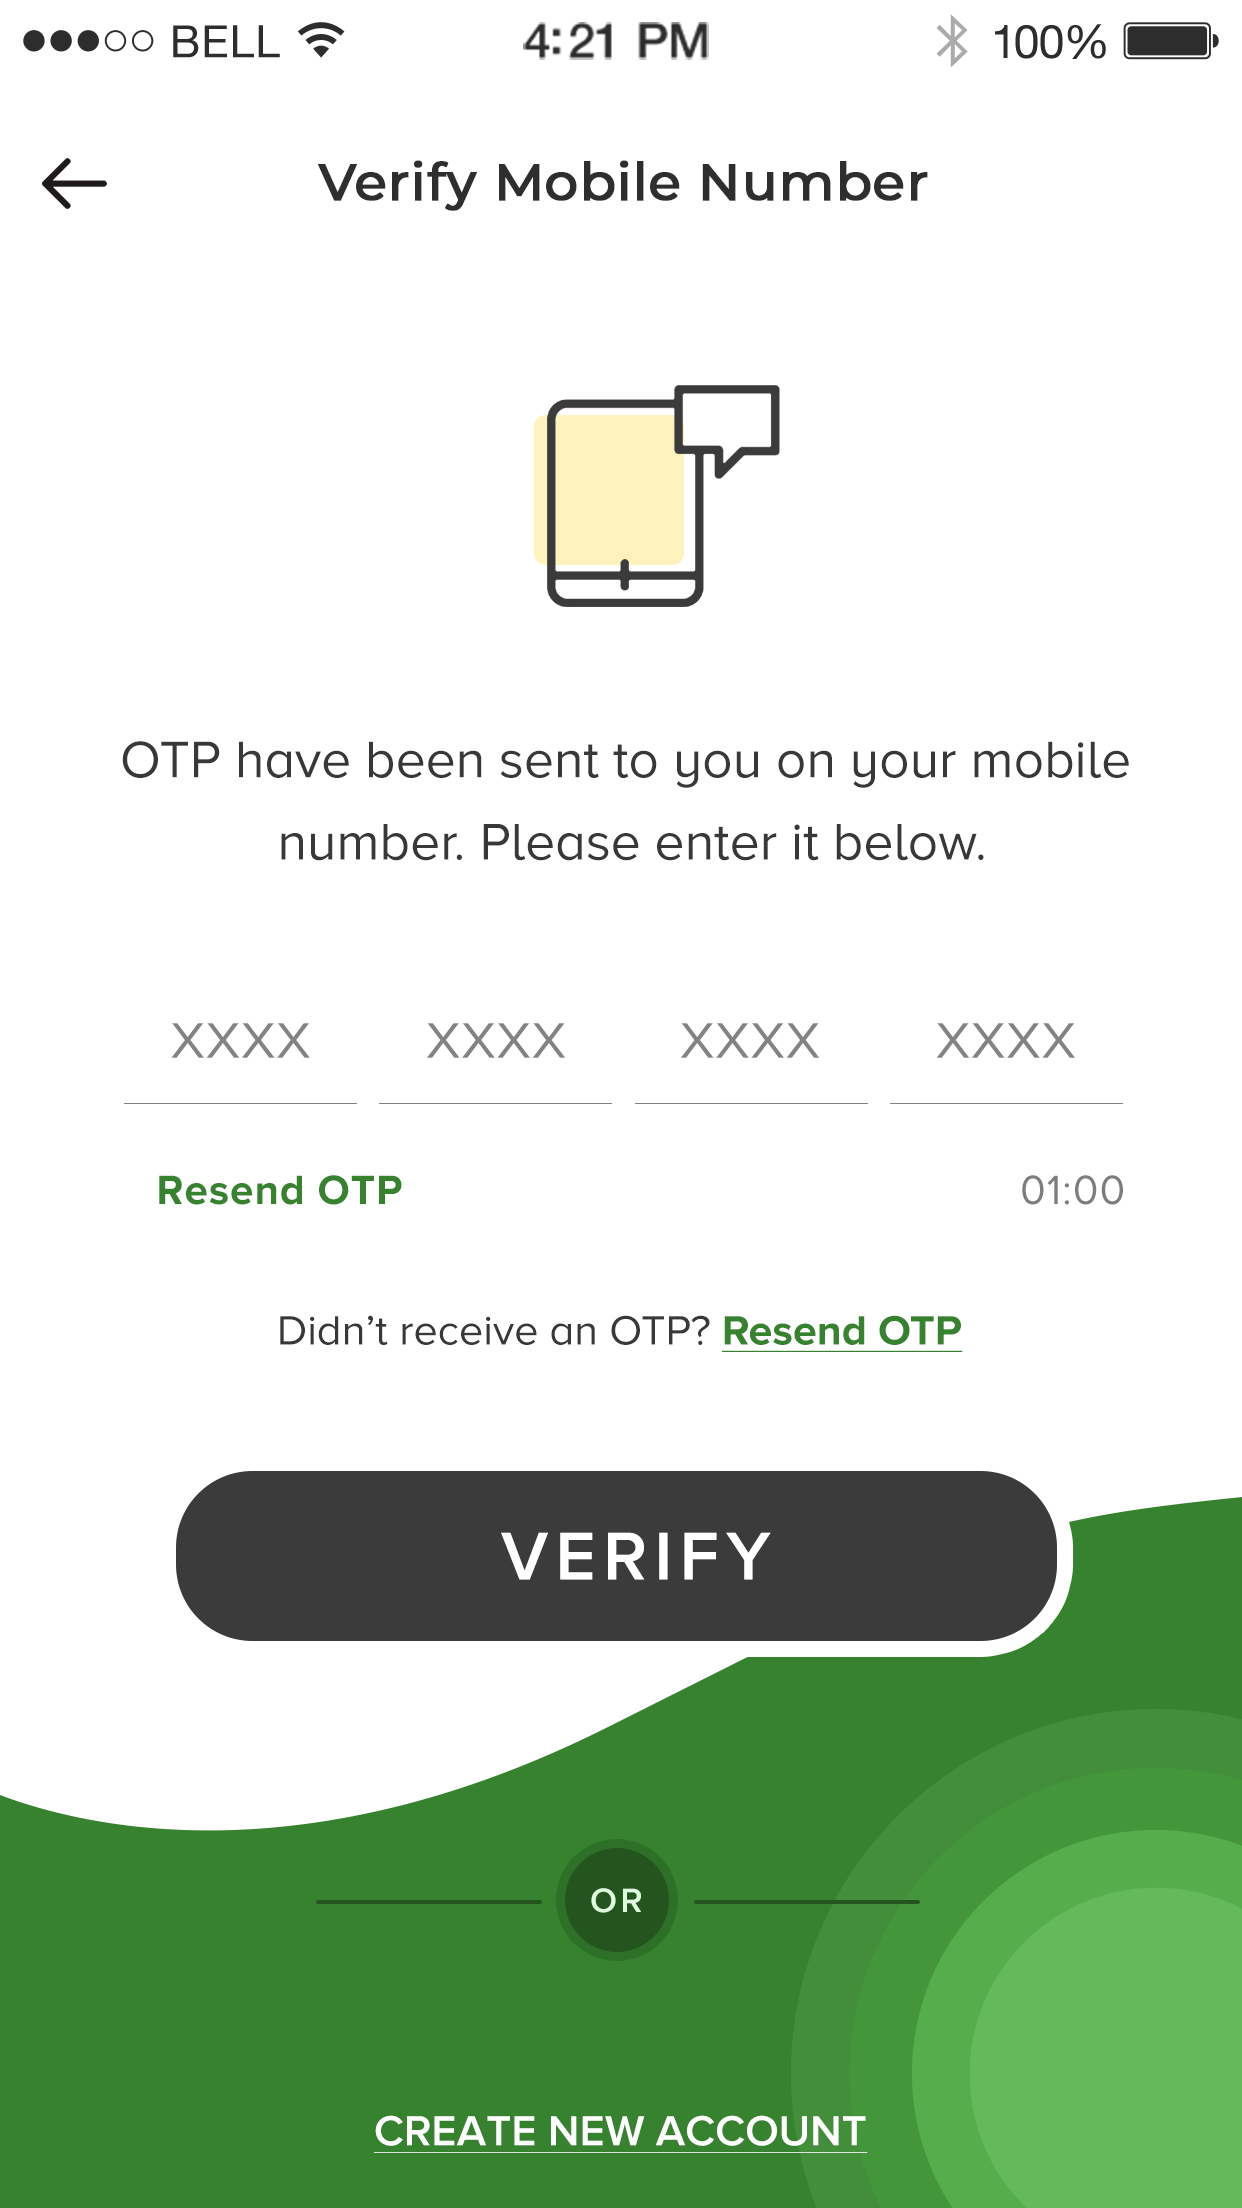 BELL 4:21 PM 100%
Verify Mobile Number
OTP have been sent to you on your mobile
number. Please enter it below.
XXXX XXXX XXXX XXXX
Resend OTP 01:00
Didn’t receive an OTP? Resend OTP
VERIFY
OR
CREATE NEW ACCOUNT